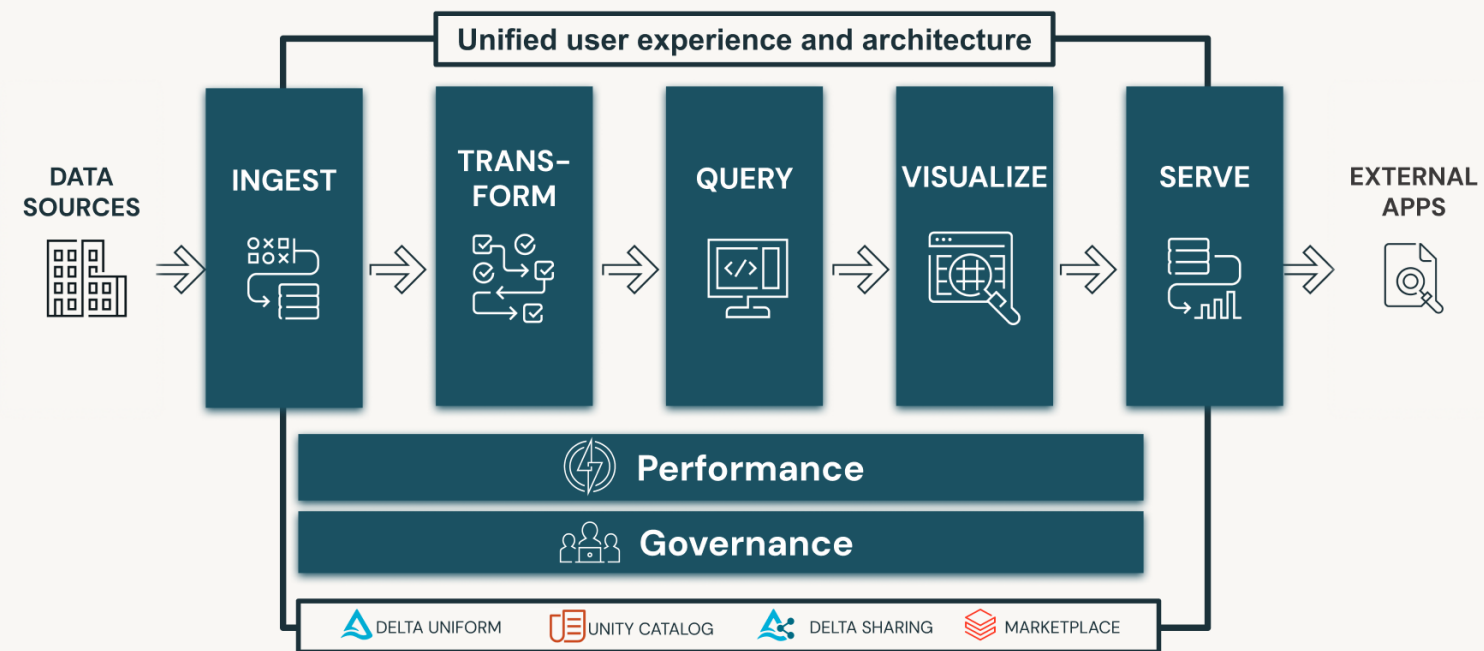 Unified user experience and architecture
DATA
SOURCES
INGEST
TRANS-
FORM
QUERY
VISUALIZE
SERVE
EXTERNAL
APPS
Performance
Governance
DELTA UNIFORM
UNITY CATALOG
DELTA SHARING
MARKETPLACE